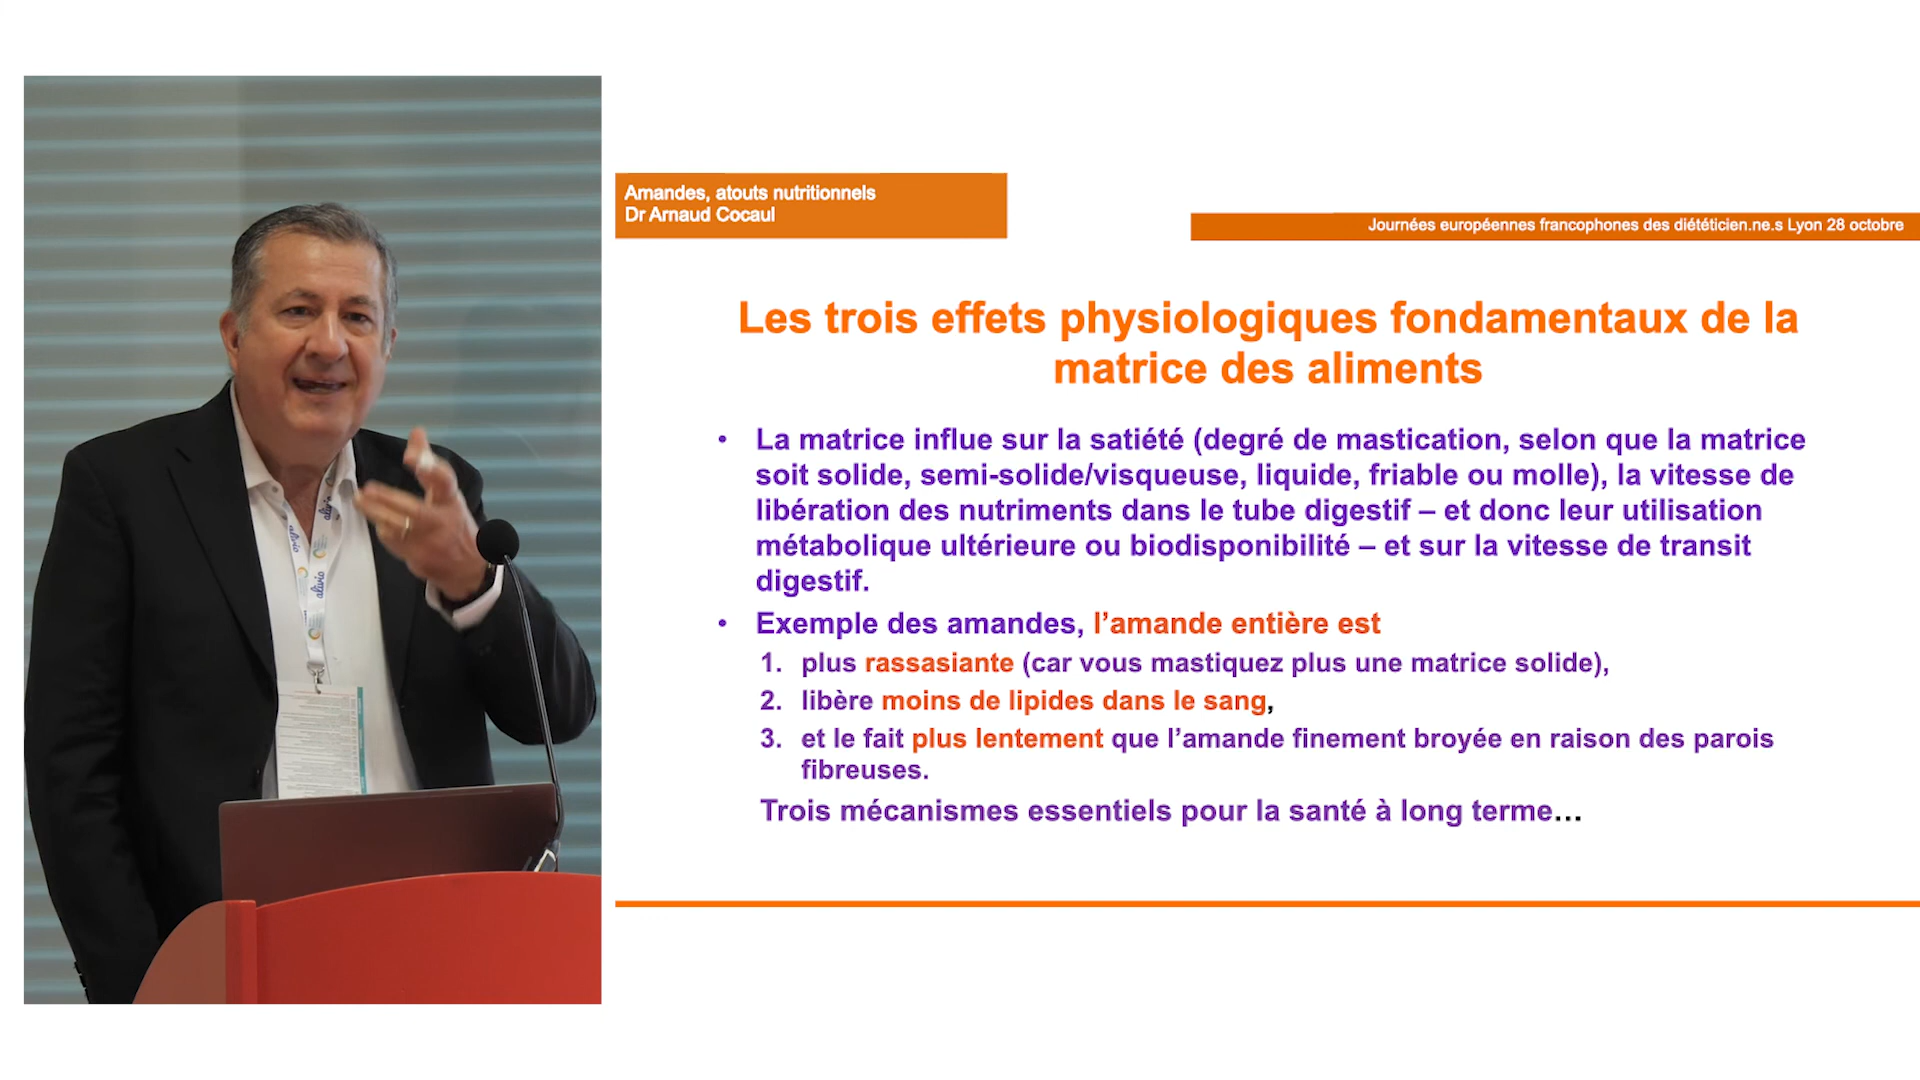 Amandes, atouts nutritionnels
Dr Arnaud Cocaul
Journées européennes francophones des diététicien.ne.s Lyon 28 octobre
Les trois effets physiologiques fondamentaux de la
matrice des aliments
• La matrice influe sur la satiété (degré de mastication, selon que la matrice
soit solide, semi-solide/visqueuse, liquide, friable ou molle), la vitesse de
libération des nutriments dans le tube digestif – et donc leur utilisation
métabolique ultérieure ou biodisponibilité – et sur la vitesse de transit
digestif.
• Exemple des amandes, l’amande entière est
1. plus rassasiante (car vous mastiquez plus une matrice solide),
2. libère moins de lipides dans le sang,
3. et le fait plus lentement que l’amande finement broyée en raison des parois
fibreuses.
Trois mécanismes essentiels pour la santé à long terme…
alivio
alivio
alivio